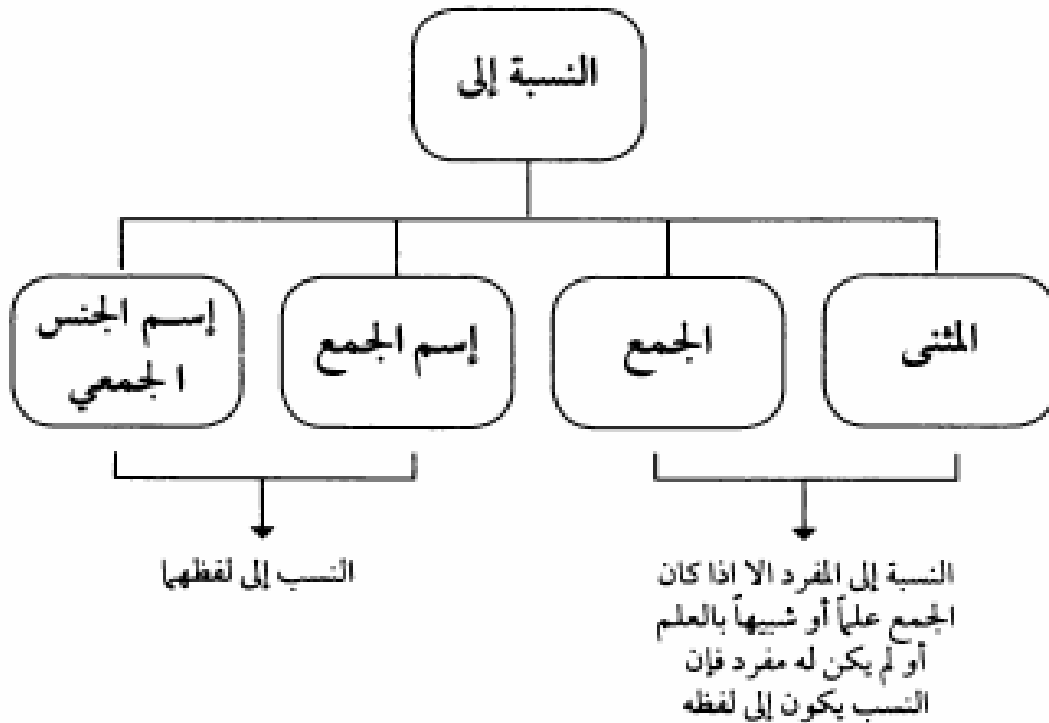 النسبة إلى
المثنى
الجمع
إسم الجمع
إسم الجنس
الجمعي
النسبة إلى المفرد الا اذا كان
الجمع علماً أو شبيهاً بالعلم
أو لم يكن له مفرد فإن
النسب يكون إلى لفظه
النسب إلى لفظهما